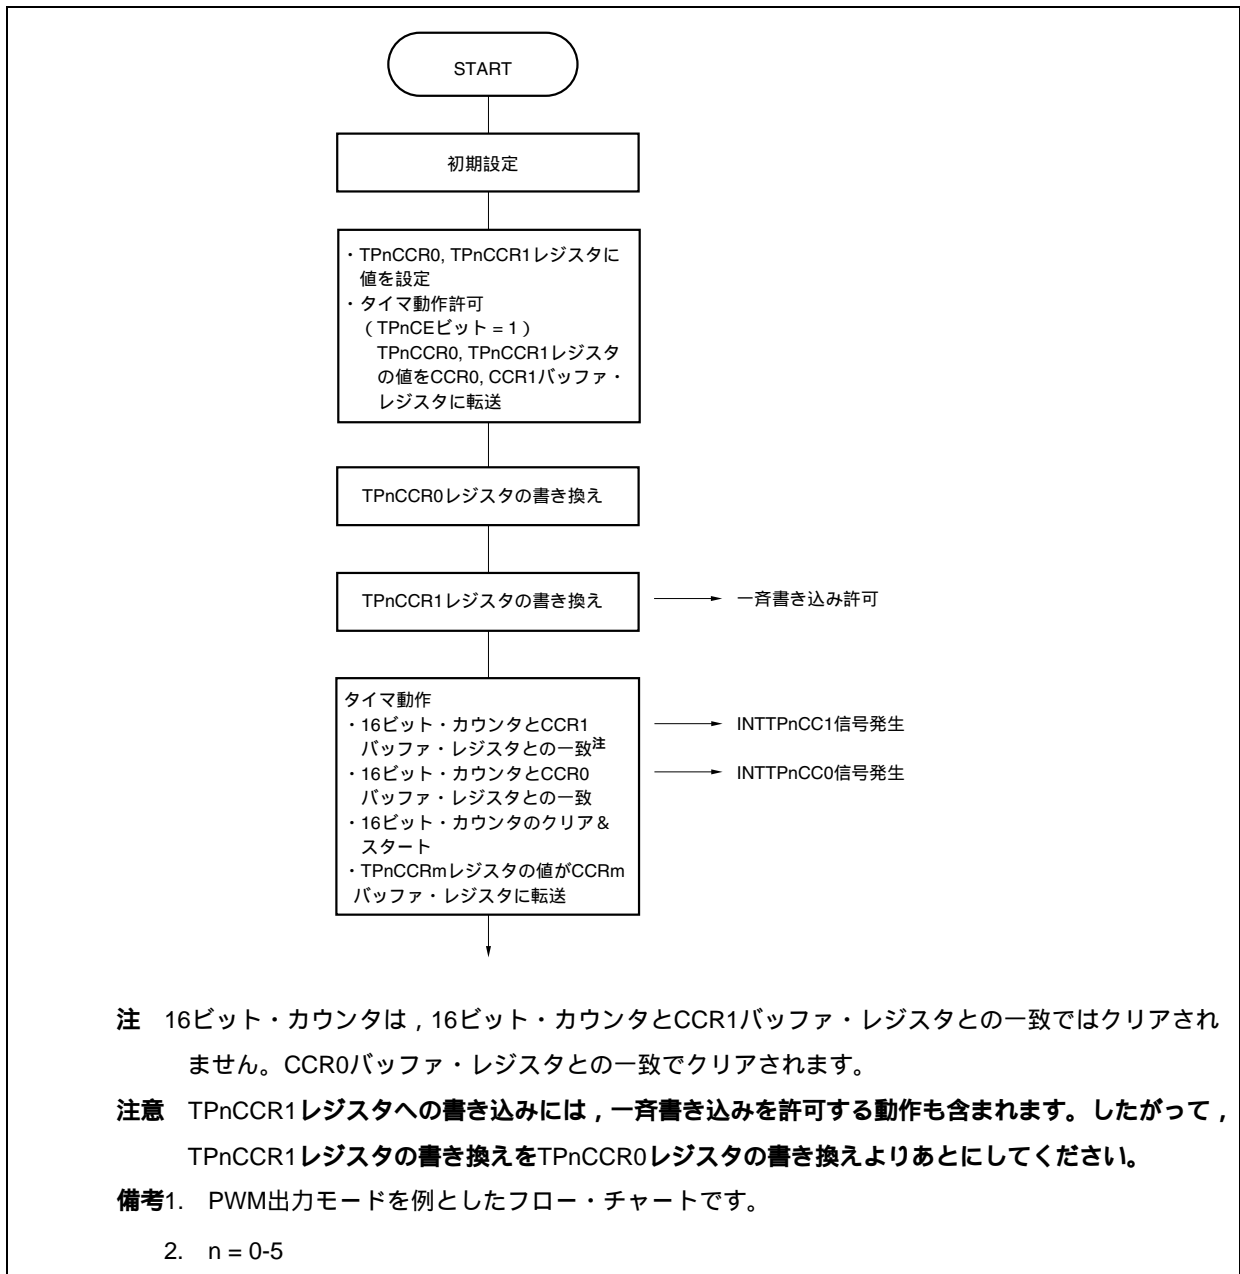 START
初期設定
・TPnCCR0, TPnCCR1レジスタに
値を設定
・タイマ動作許可
（TPnCEビット = 1 ）
TPnCCR0, TPnCCR1レジスタ
の値をCCR0, CCR1バッファ・
レジスタに転送
TPnCCR0レジスタの書き換え
TPnCCR1レジスタの書き換え
一斉書き込み許可
タイマ動作
・16ビット・カウンタとCCR1
バッファ・レジスタとの一致注
・16ビット・カウンタとCCR0
バッファ・レジスタとの一致
・16ビット・カウンタのクリア＆
スタート
・TPnCCRmレジスタの値がCCRm
バッファ・レジスタに転送
INTTPnCC1信号発生
INTTPnCC0信号発生
注 16ビット・カウンタは，16ビット・カウンタとCCR1バッファ・レジスタとの一致ではクリアされ
ません。CCR0バッファ・レジスタとの一致でクリアされます。
注意 TPnCCR1レジスタへの書き込みには，一斉書き込みを許可する動作も含まれます。したがって，
TPnCCR1レジスタの書き換えをTPnCCR0レジスタの書き換えよりあとにしてください。
備考1. PWM出力モードを例としたフロー・チャートです。
2. n = 0-5